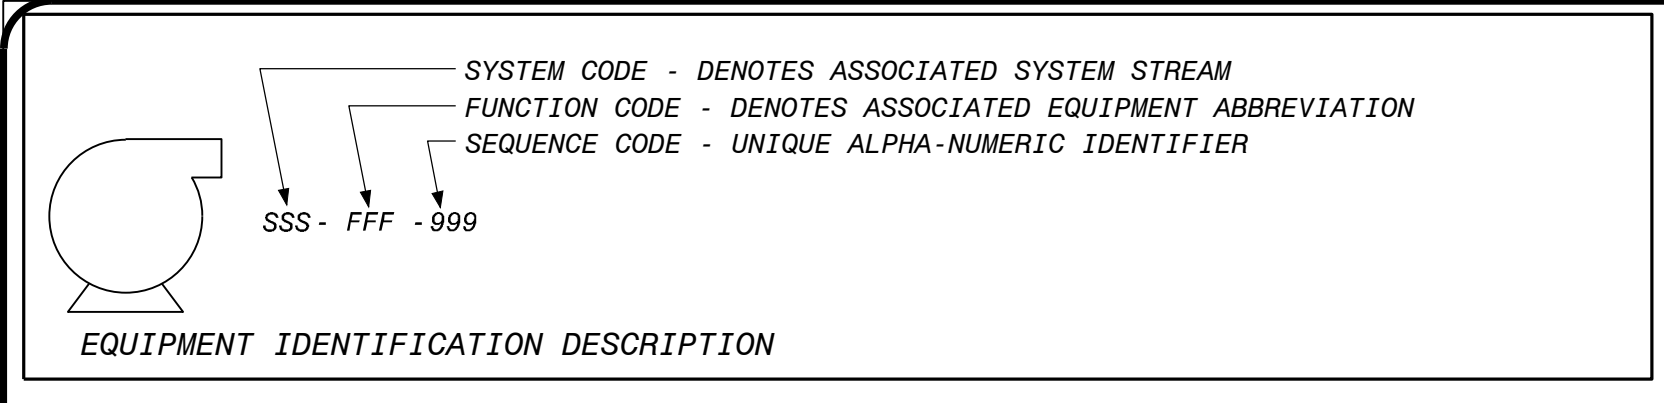 SYSTEM CODE - DENOTES ASSOCIATED SYSTEM STREAM
FUNCTION CODE - DENOTES ASSOCIATED EQUIPMENT ABBREVIATION
SEQUENCE CODE - UNIQUE ALPHA-NUMERIC IDENTIFIER
SSS - FFF - 999
EQUIPMENT IDENTIFICATION DESCRIPTION